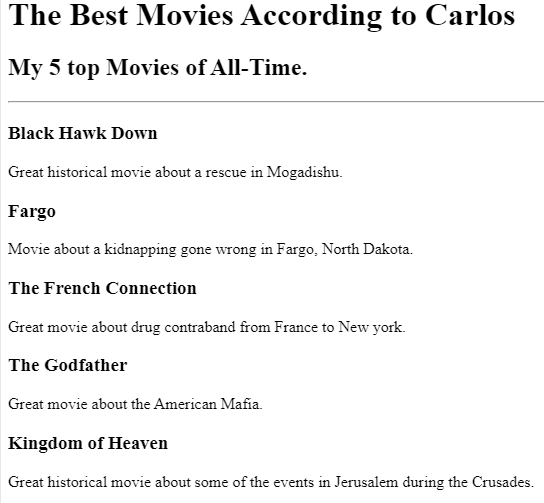 The Best Movies According to Carlos
My 5 top Movies of All-Time.
Black Hawk Down
Great historical movie about a rescue in Mogadishu.
Fargo
Movie about a kidnapping gone wrong in Fargo, North Dakota.
The French Connection
Great movie about drug contraband from France to New york.
The Godfather
Great movie about the American Mafia.
Kingdom of Heaven
Great historical movie about some of the events in Jerusalem during the Crusades.